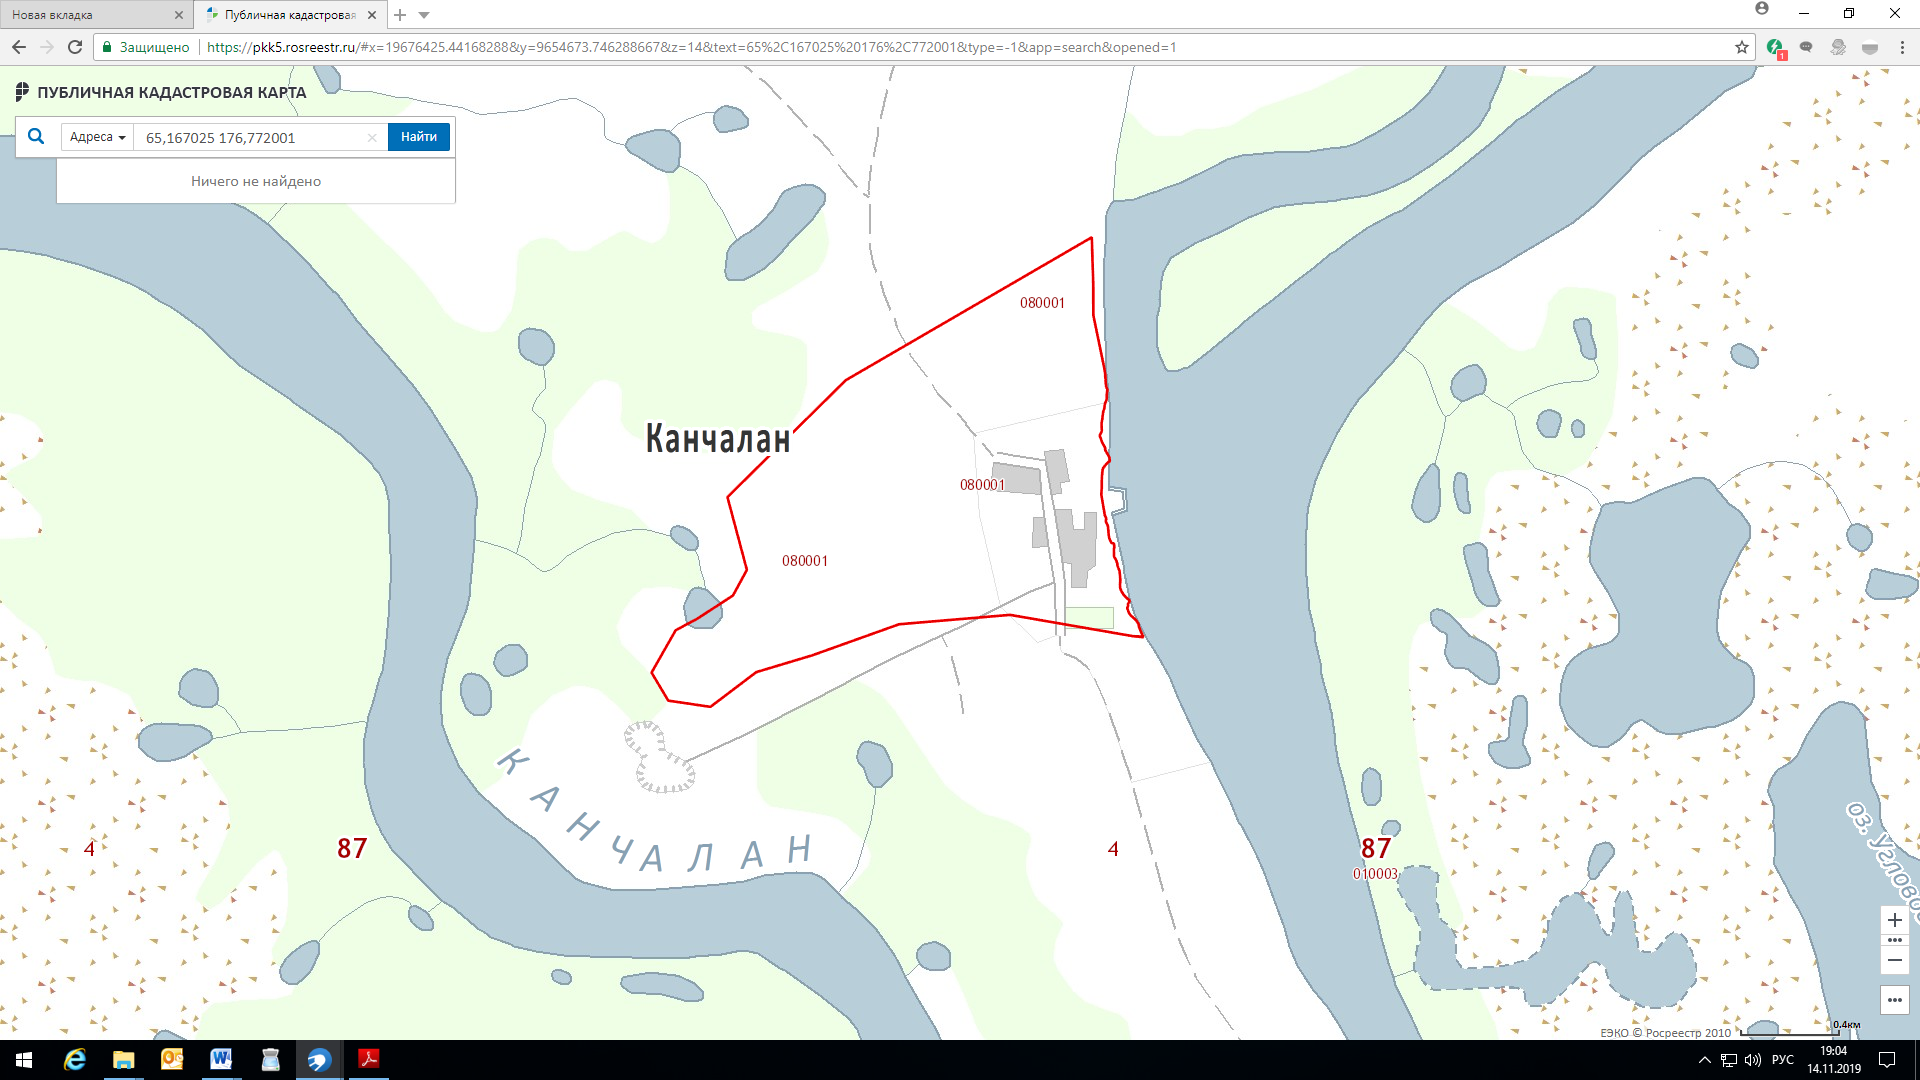 Новая вкладка
Публичная кадастровая
Защищено
https://pkk5.rosreestr.ru/#x=19676425.44168288&y=9654673.746288667&z=14&text=65%2C167025%20176%2C772001&type=-1&app=search&opened=1
1
ПУБЛИЧНАЯ КАДАСТРОВАЯ КАРТА
Адреса
65,167025 176,772001
Найти
Ничего не найдено
080001
Канчалан
080001
080001
КАНЧАЛАН
4
87
4
87
010003
оз. Углово
ЕЭКО © Росреестр 2010
0.4км
РУС
19:04
14.11.2019